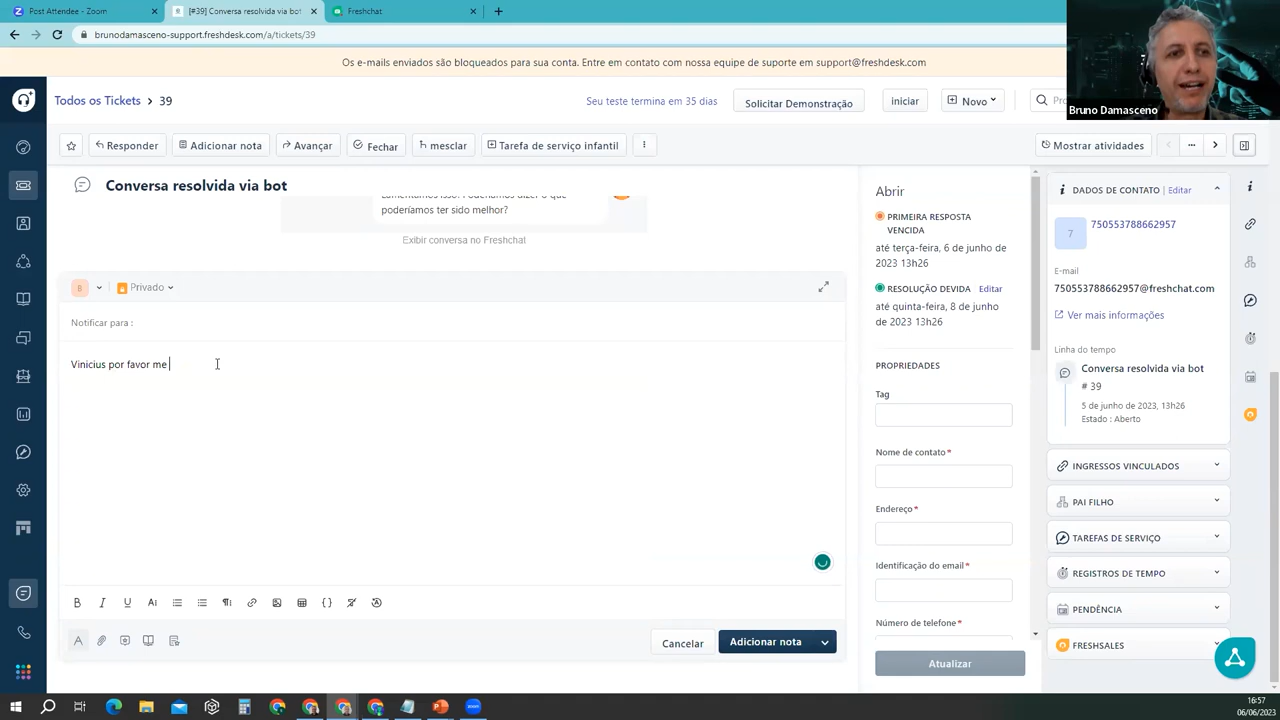 Post Attendee - Zoom
[#39] Conversa resolvida via bot
Freshchat
brunodamasceno-support.freshdesk.com/a/tickets/39
Os e-mails enviados são bloqueados para sua conta. Entre em contato com nossa equipe de suporte em support@freshdesk.com
Bruno Damasceno
Todos os Tickets
39
Seu teste termina em 35 dias
Solicitar Demonstração
iniciar
Novo
Responder
Adicionar nota
Avançar
Fechar
mesclar
Tarefa de serviço infantil
Mostrar atividades
Conversa resolvida via bot
Lamentamos isso! Poderíamos dizer o que
poderíamos ter sido melhor?
Exibir conversa no Freshchat
B
Privado
Notificar para :
Vinicius por favor me
Cancelar
Adicionar nota
Abrir
PRIMEIRA RESPOSTA
VENCIDA
até terça-feira, 6 de junho de
2023 13h26
RESOLUÇÃO DEVIDA
Editar
até quinta-feira, 8 de junho
de 2023 13h26
PROPRIEDADES
Tag
Nome de contato*
Endereço*
Identificação do email*
Número de telefone*
Atualizar
DADOS DE CONTATO | Editar
7
750553788662957
E-mail
750553788662957@freshchat.com
Ver mais informações
Linha do tempo
Conversa resolvida via bot
# 39
5 de junho de 2023, 13h26
Estado : Aberto
INGRESSOS VINCULADOS
PAI FILHO
TAREFAS DE SERVIÇO
REGISTROS DE TEMPO
PENDÊNCIA
FRESHSALES
16:57
06/06/2023